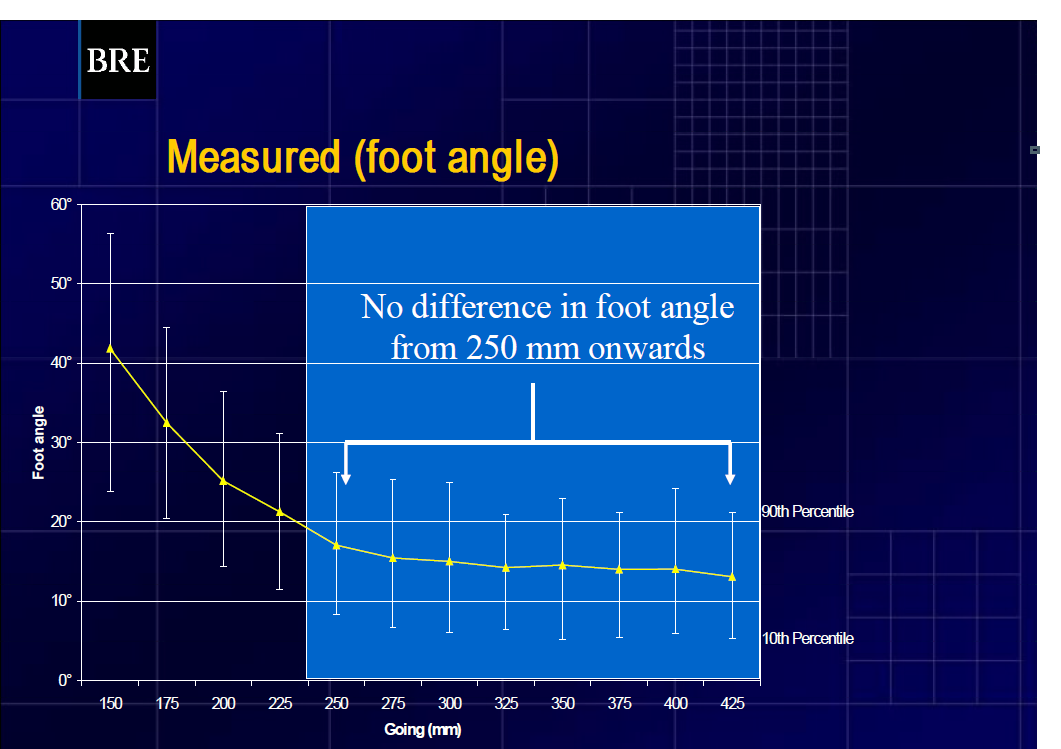 BRE
Measured (foot angle)
60°
50°
40°
30°
20°
10°
0°
Foot angle
No difference in foot angle
from 250 mm onwards
90th Percentile
10th Percentile
150 175 200 225 250 275 300 325 350 375 400 425
Going (mm)